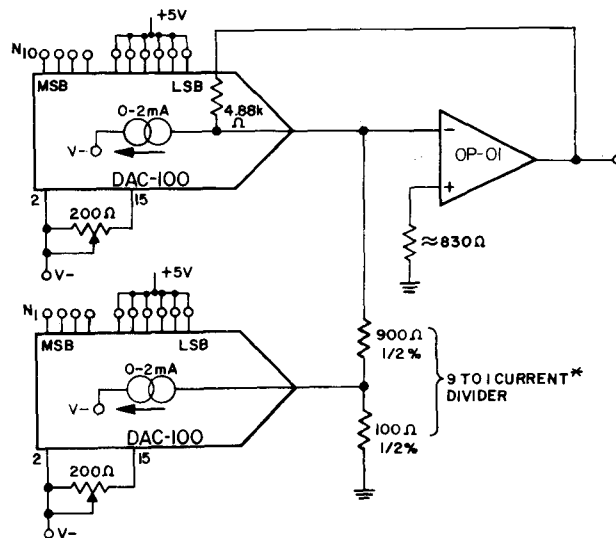 +5V
N10
MSB
LSB
0-2mA
4.88k
Ω
V-
DAC-100
2
15
200Ω
V-
−
OP-01
+
≈830Ω
+5V
N1
MSB
LSB
0-2mA
V-
DAC-100
2
15
200Ω
V-
900Ω
1/2%
9 TO 1 CURRENT*
DIVIDER
100Ω
1/2%